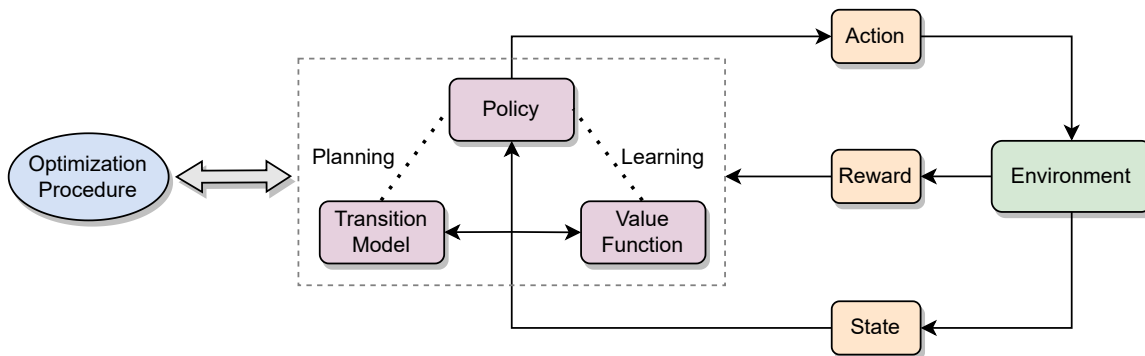 Action
Policy
Planning
Learning
Optimization
Procedure
Reward
Environment
Transition
Model
Value
Function
State